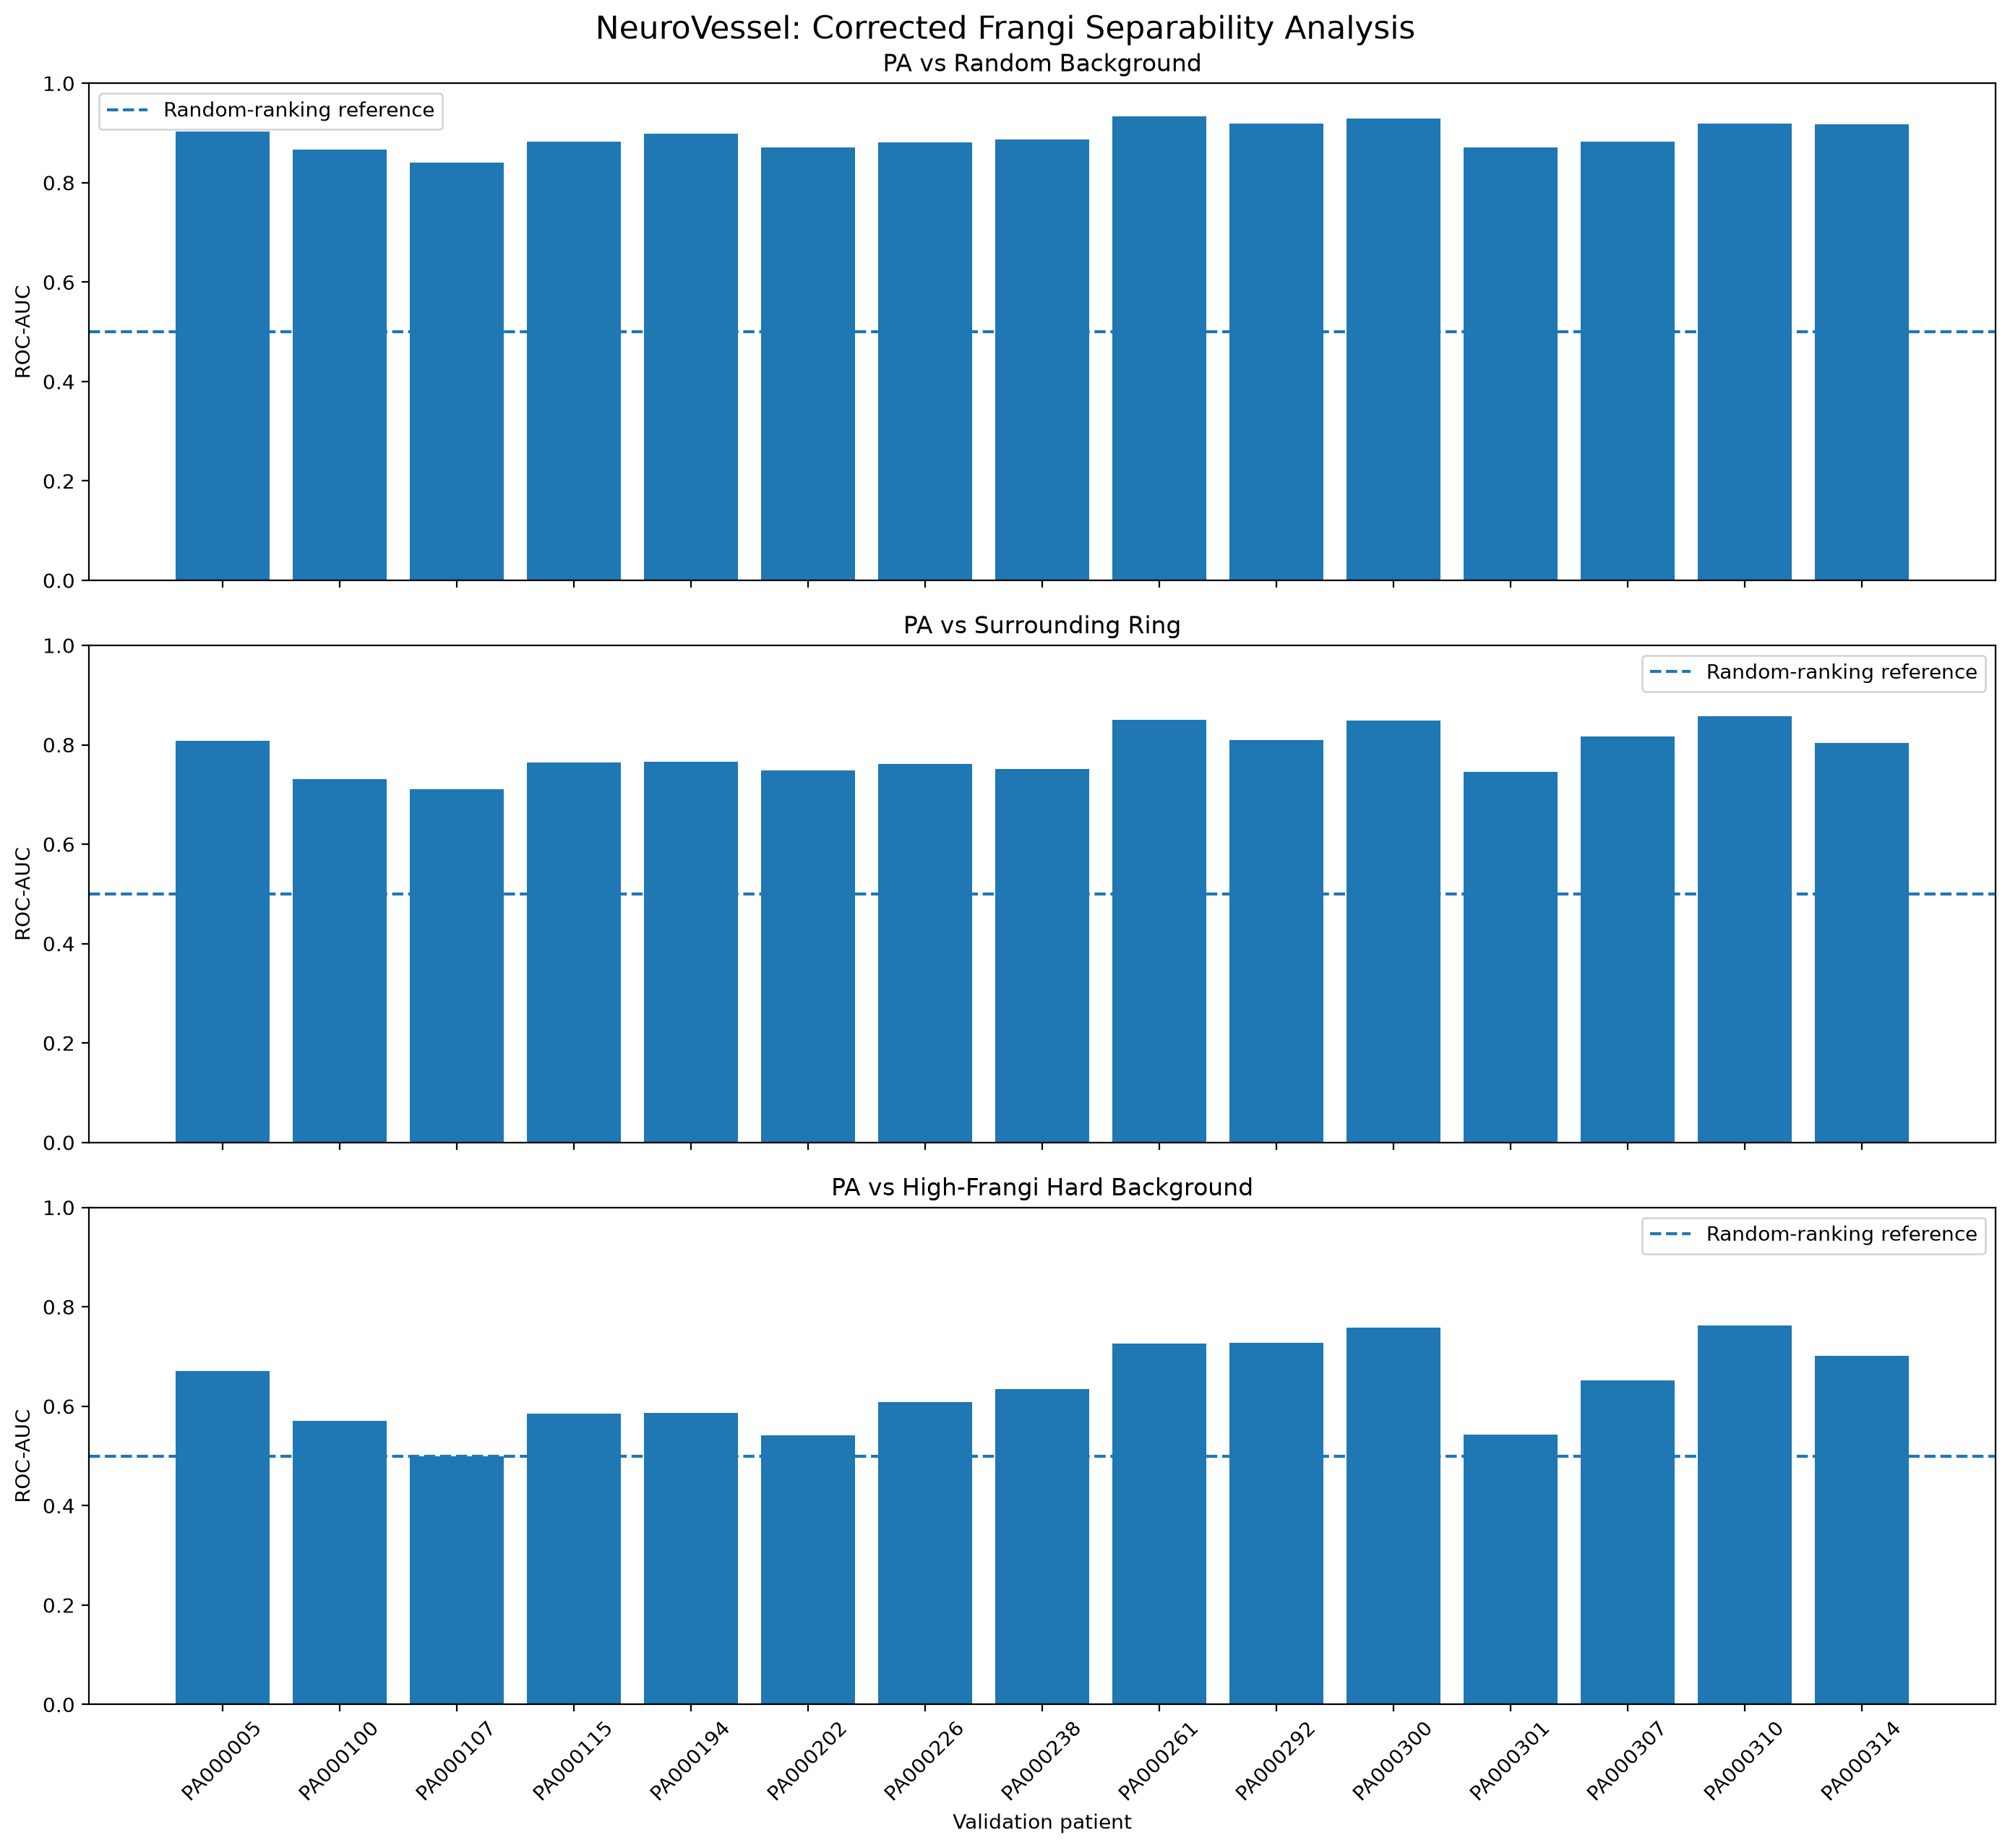 NeuroVessel: Corrected Frangi Separability Analysis
PA vs Random Background
Random-ranking reference
1.0
0.8
0.6
0.4
0.2
0.0
ROC-AUC
PA vs Surrounding Ring
Random-ranking reference
1.0
0.8
0.6
0.4
0.2
0.0
ROC-AUC
PA vs High-Frangi Hard Background
Random-ranking reference
1.0
0.8
0.6
0.4
0.2
0.0
ROC-AUC
PA000005
PA000100
PA000107
PA000115
PA000194
PA000202
PA000226
PA000238
PA000261
PA000292
PA000300
PA000301
PA000307
PA000310
PA000314
Validation patient